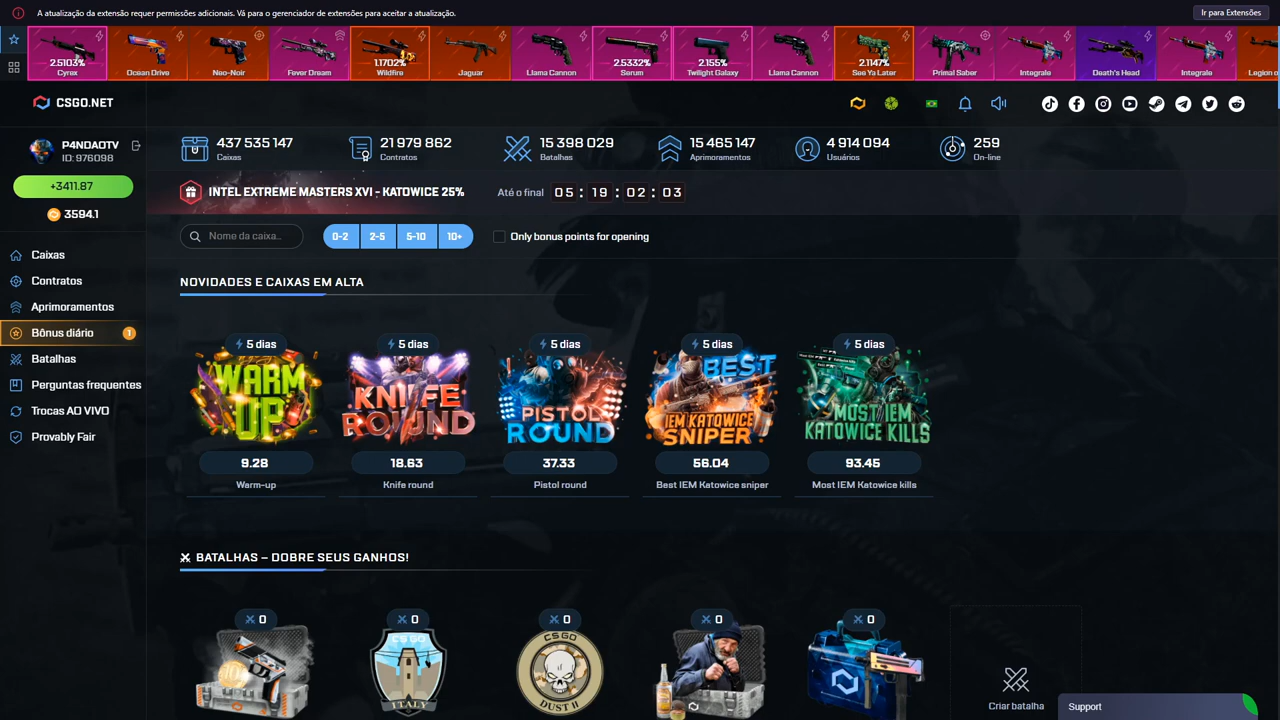 A atualização da extensão requer permissões adicionais. Vá para o gerenciador de extensões para aceitar a atualização.
Ir para Extensões
2.5103%
Cyrex
Ocean Drive
Neo-Noir
Fever Dream
1.1702%
Wildfire
Jaguar
Llama Cannon
2.5332%
Serum
2.155%
Twilight Galaxy
Llama Cannon
2.1147%
See Ya Later
Primal Saber
Integrale
Death's Head
Integrale
Legion o
CSGO.NET
P4NDAOTV
ID: 976098
+3411.87
3594.1
437 535 147
Caixas
21 979 862
Contratos
15 398 029
Batalhas
15 465 147
Aprimoramentos
4 914 094
Usuários
259
On-line
INTEL EXTREME MASTERS XVI - KATOWICE 25%
Até o final
05 : 19 : 02 : 03
Nome da caixa...
0-2
2-5
5-10
10+
Only bonus points for opening
Caixas
Contratos
Aprimoramentos
Bônus diário
1
Batalhas
Perguntas frequentes
Trocas AO VIVO
Provably Fair
NOVIDADES E CAIXAS EM ALTA
5 dias
WARM
UP
9.28
Warm-up
5 dias
KNIFE
ROUND
18.63
Knife round
5 dias
PISTOL
ROUND
37.33
Pistol round
5 dias
BEST
IEM KATOWICE
SNIPER
56.04
Best IEM Katowice sniper
5 dias
MOST IEM
KATOWICE KILLS
93.45
Most IEM Katowice kills
BATALHAS – DOBRE SEUS GANHOS!
0
0
CS GO
ITALY
0
CS GO
DUST II
0
0
Criar batalha
Support